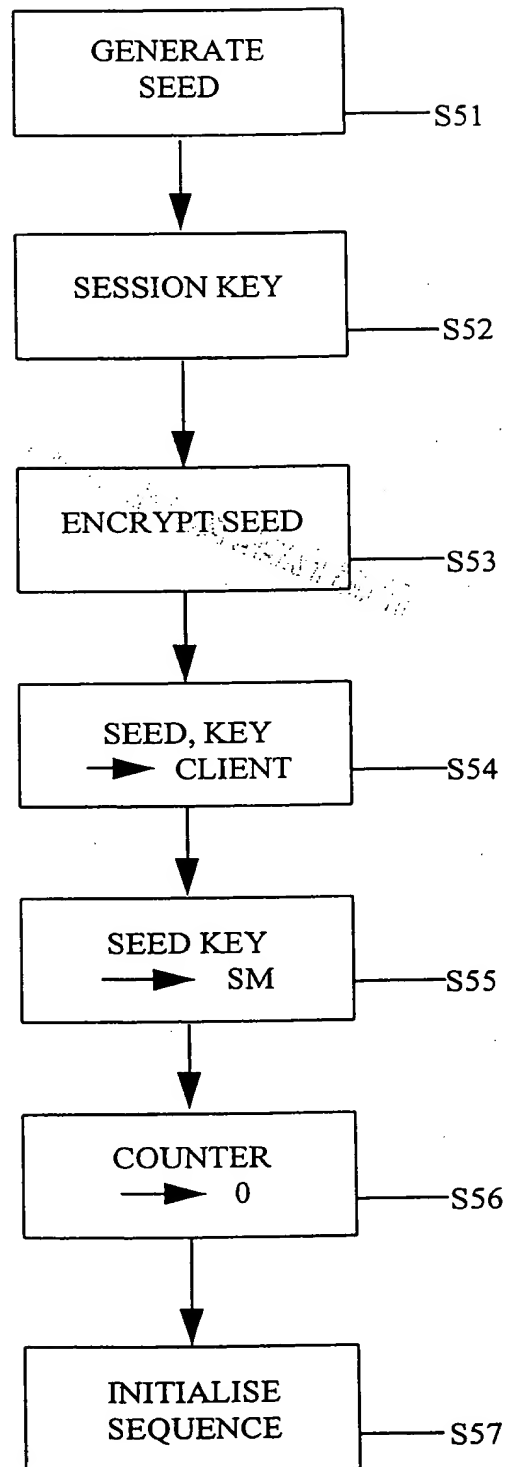 GENERATE
SEED
S51
SESSION KEY
S52
ENCRYPT SEED
S53
SEED, KEY
CLIENT
S54
SEED KEY
SM
S55
COUNTER
0
S56
INITIALISE
SEQUENCE
S57